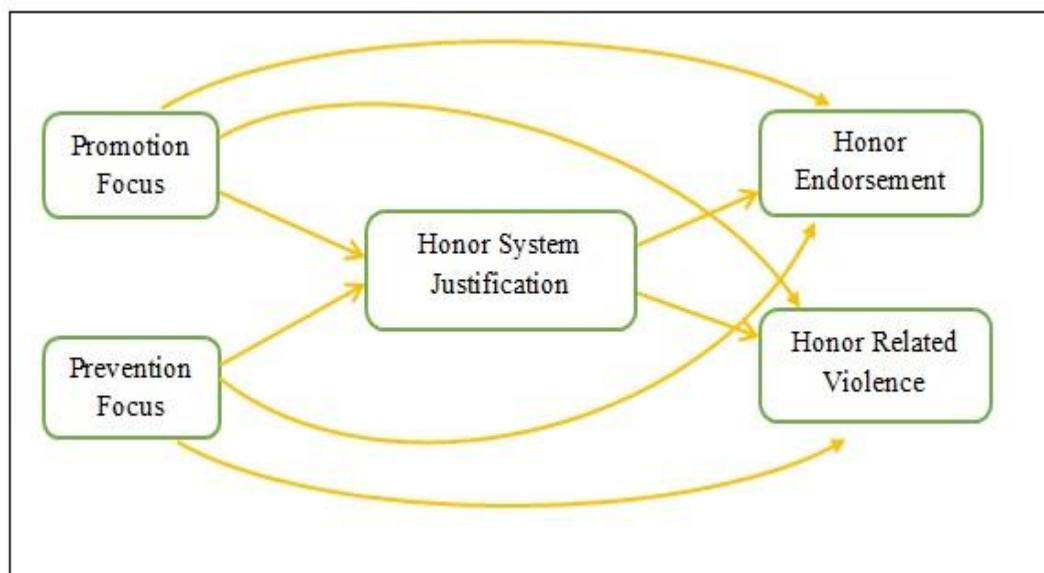 Promotion
Focus
Honor
Endorsement
Honor System
Justification
Prevention
Focus
Honor Related
Violence